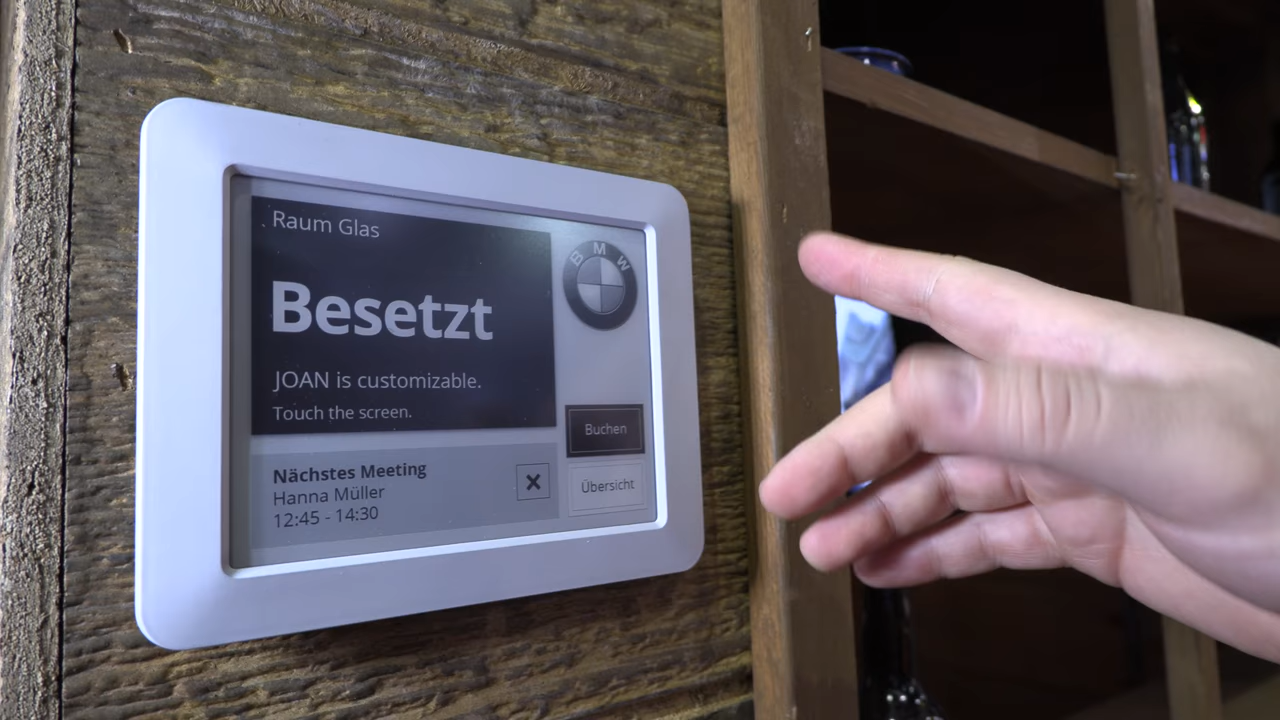 Raum Glas
BMW
Besetzt
JOAN is customizable.
Touch the screen.
Buchen
Nächstes Meeting
Hanna Müller
12:45 - 14:30
X
Übersicht